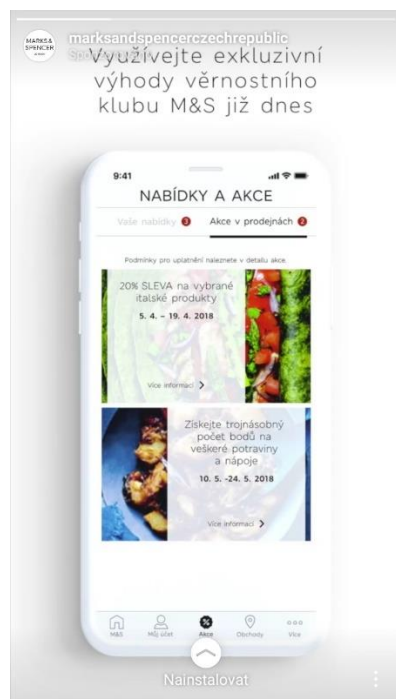 MARKS&
SPENCER
marksandspencerczechrepublic
Využívejte exkluzivní
výhody věrnostního
klubu M&S již dnes
9:41
NABÍDKY A AKCE
Vaše nabídky 3
Akce v prodejnách 2
Podmínky pro uplatnění naleznete v detailu akce.
20% SLEVA na vybrané
italské produkty
5. 4. – 19. 4. 2018
Více informací
Získejte trojnásobný
počet bodů na
veškeré potraviny
a nápoje
10. 5. -24. 5. 2018
Více informací
M&S
Můj účet
Akce
Obchody
Více
Nainstalovat